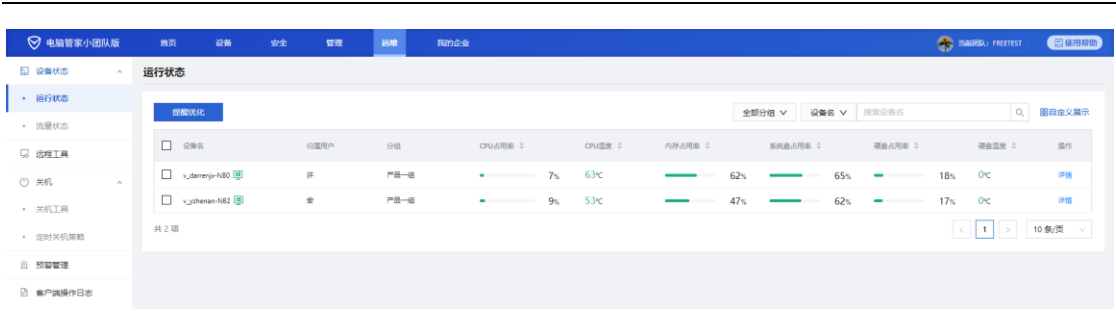 电脑管家小团队版 首页 设备 安全 管理 运维 我的企业 当前团队：FREETEST 使用帮助
设备状态
运行状态
流量状态
远程工具
关机
关机工具
定时关机策略
预警管理
客户端操作日志
运行状态
提醒优化 全部分组 设备名 搜索设备名 自定义展示
设备名 归属用户 分组 CPU占用率 CPU温度 内存占用率 系统盘占用率 硬盘占用率 硬盘温度 操作
v_darrenjx-NB0 许 产品一组 7% 63℃ 62% 65% 18% 0℃ 详情
v_yzhenan-NB2 安 产品一组 9% 53℃ 47% 62% 17% 0℃ 详情
共 2 项 < 1 > 10 条/页